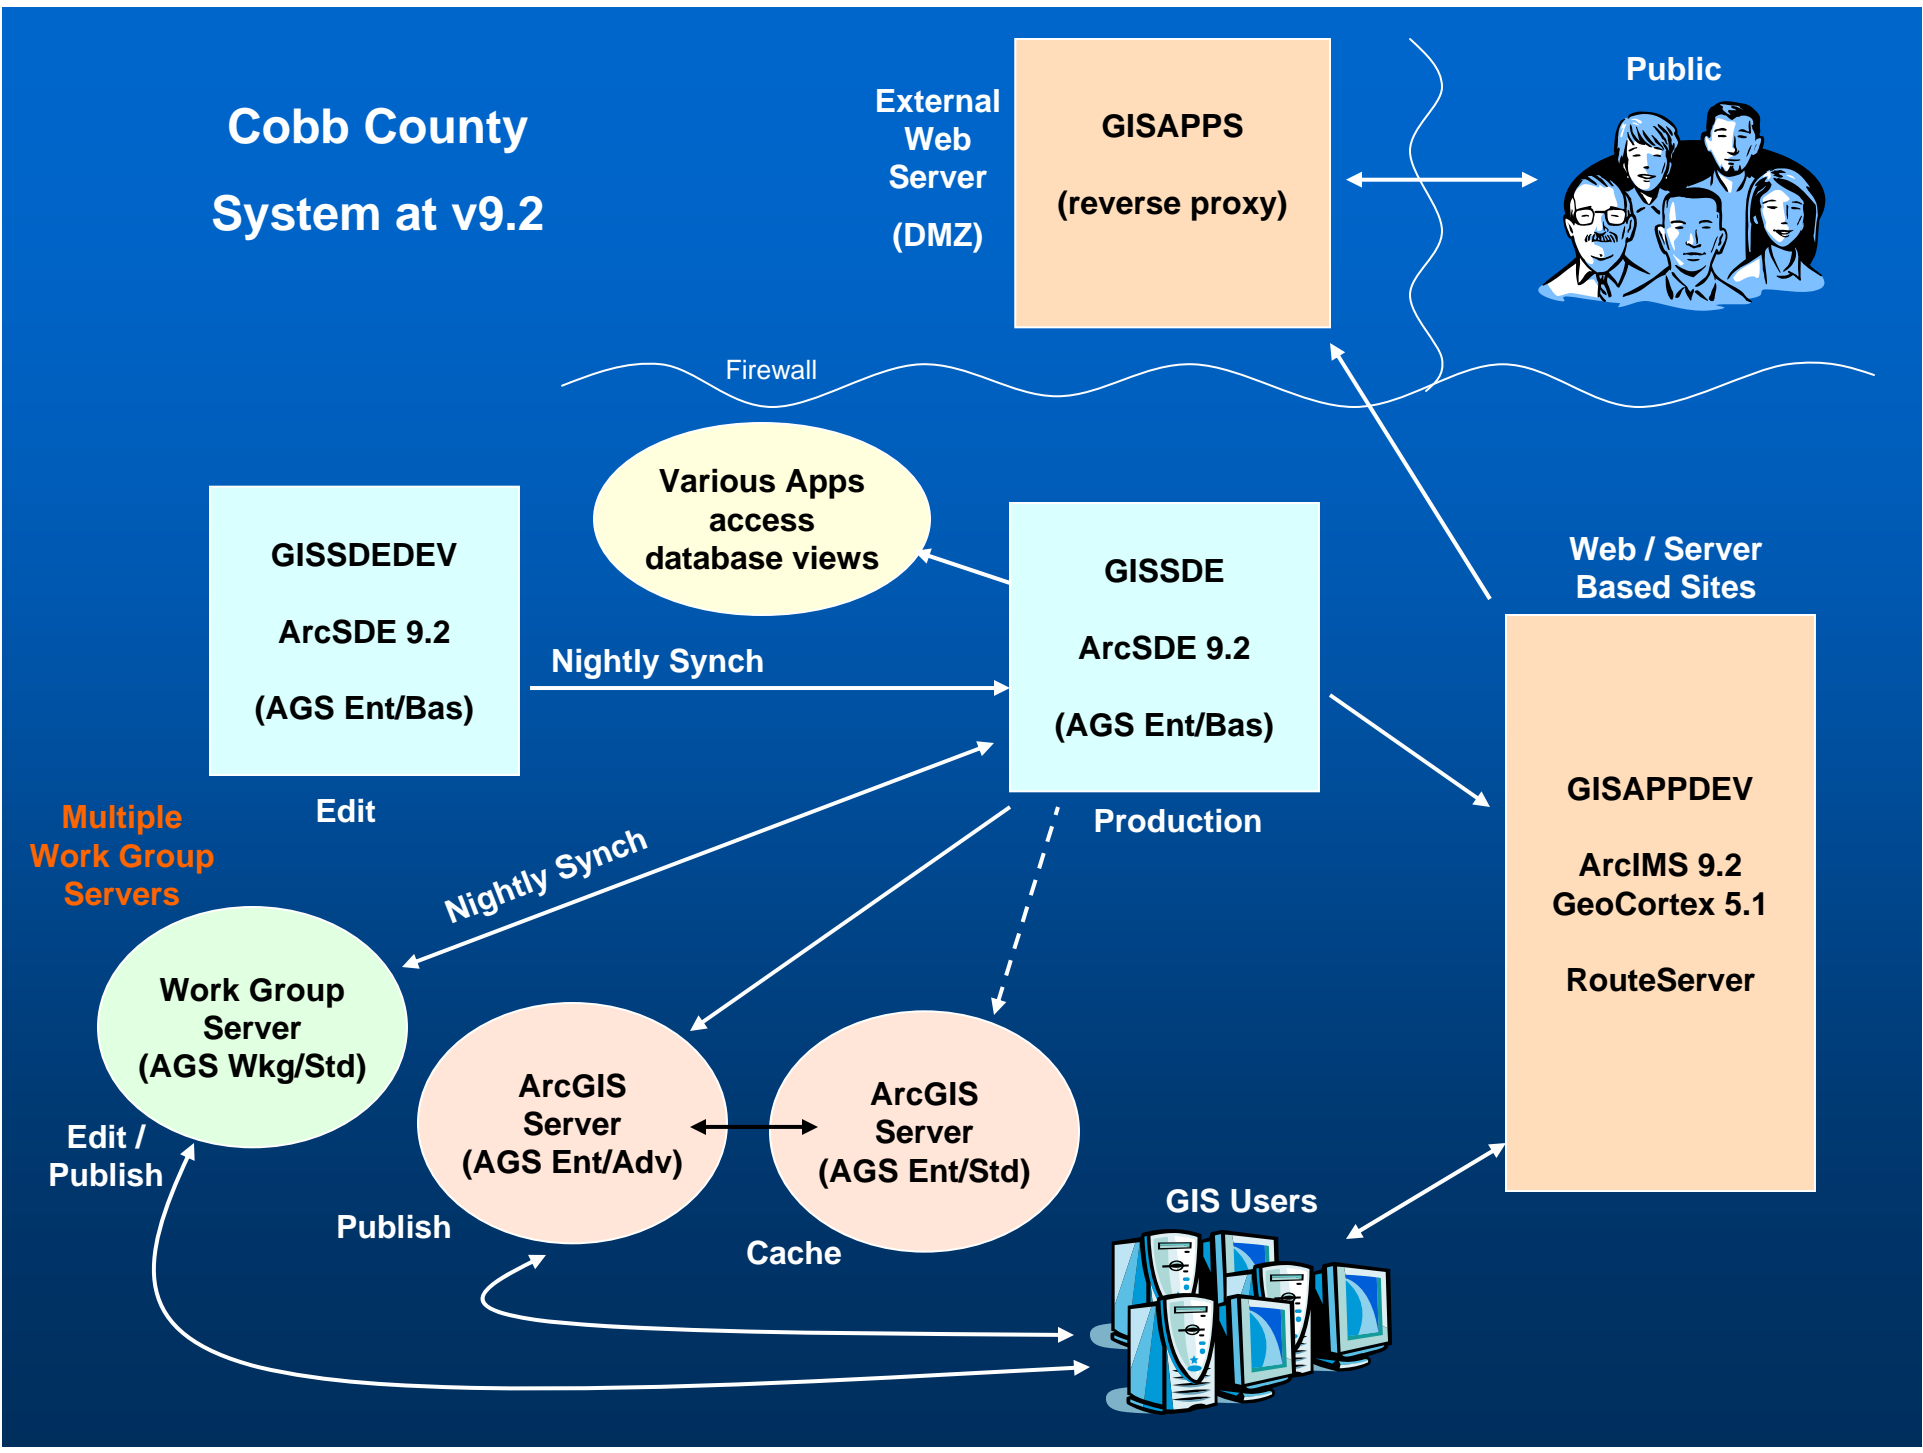 Cobb County
System at v9.2
External
Web
Server
(DMZ)
GISAPPS
(reverse proxy)
Public
Firewall
Various Apps
access
database views
GISSDEDEV
ArcSDE 9.2
(AGS Ent/Bas)
Edit
Nightly Synch
GISSDE
ArcSDE 9.2
(AGS Ent/Bas)
Production
Web / Server
Based Sites
GISAPPDEV
ArcIMS 9.2
GeoCortex 5.1
RouteServer
Multiple
Work Group
Servers
Nightly Synch
Work Group
Server
(AGS Wkg/Std)
Edit /
Publish
ArcGIS
Server
(AGS Ent/Adv)
Publish
ArcGIS
Server
(AGS Ent/Std)
Cache
GIS Users